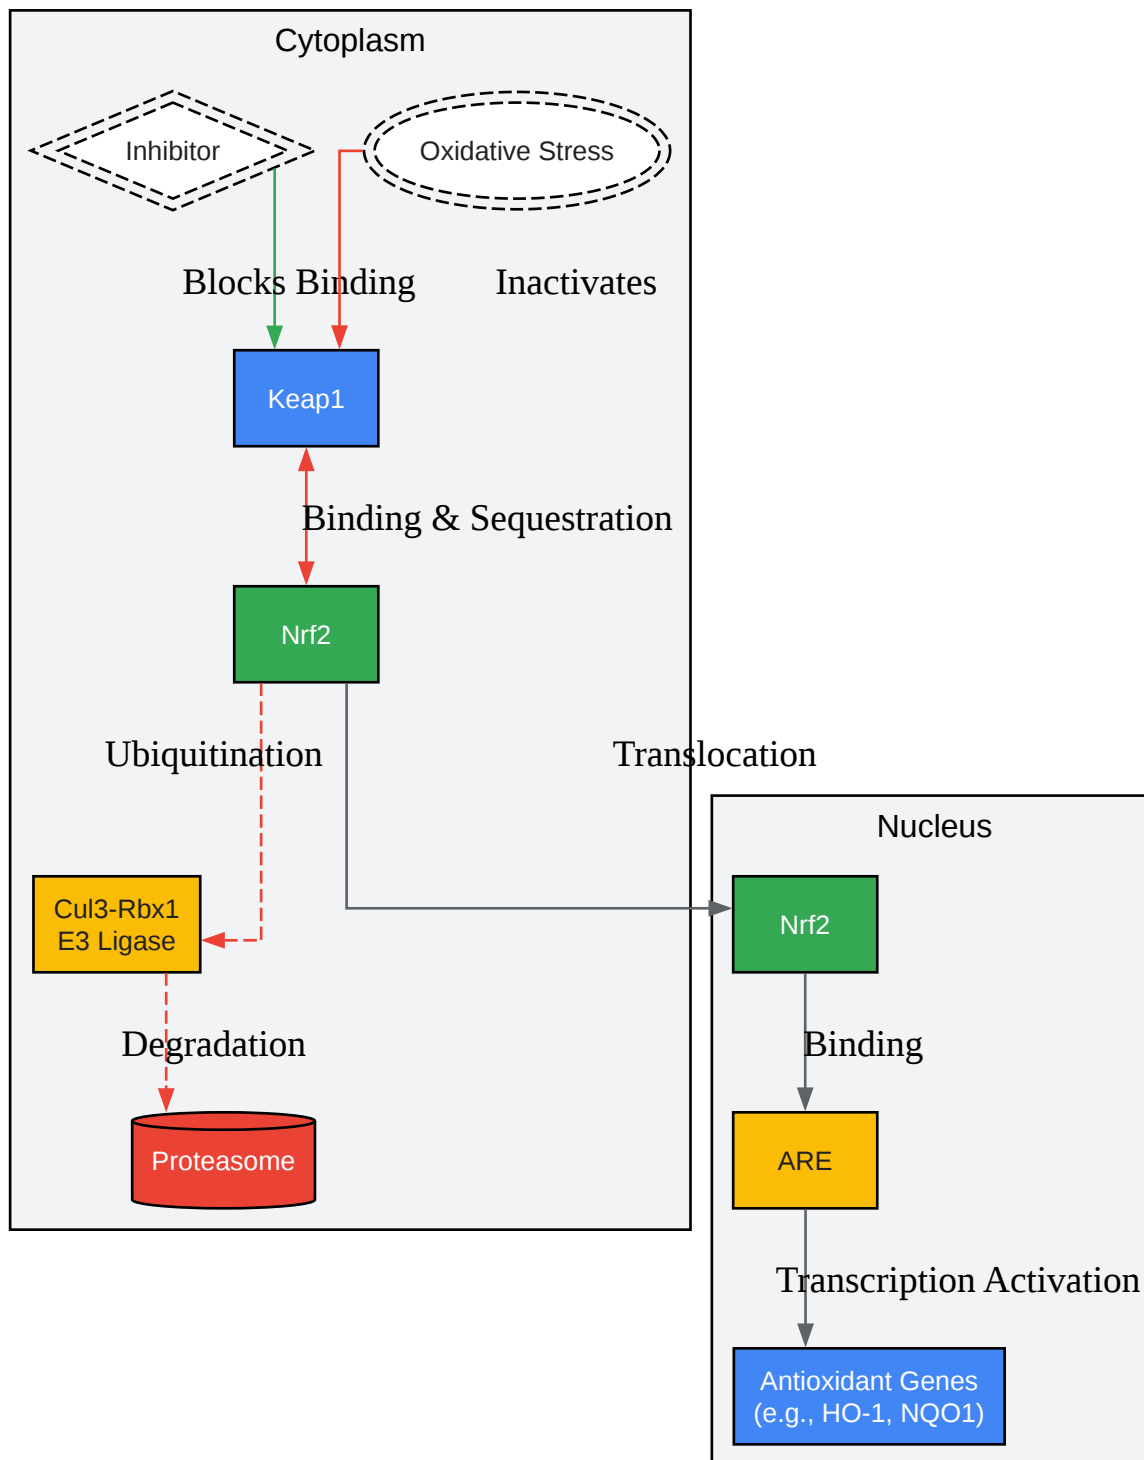 Cytoplasm
Inhibitor
Oxidative Stress
Blocks Binding
Inactivates
Keap1
Binding & Sequestration
Nrf2
Ubiquitination
Translocation
Nucleus
Cul3-Rbx1
E3 Ligase
Nrf2
Degradation
Binding
Proteasome
ARE
Transcription Activation
Antioxidant Genes
(e.g., HO-1, NQO1)